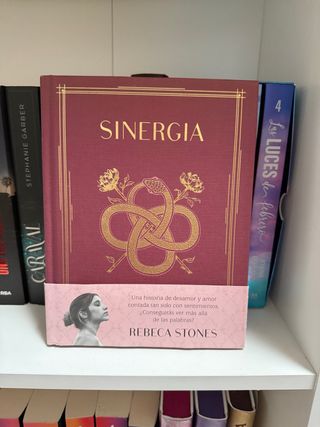 SINERGIA
Una historia de desamor y amor
contada tan solo con sentimientos.
¿Conseguirás ver más allá
de las palabras?
REBECA STONES
STEPHANIE GARBER
CARAVAL
4
Las
LUCES
de febrero